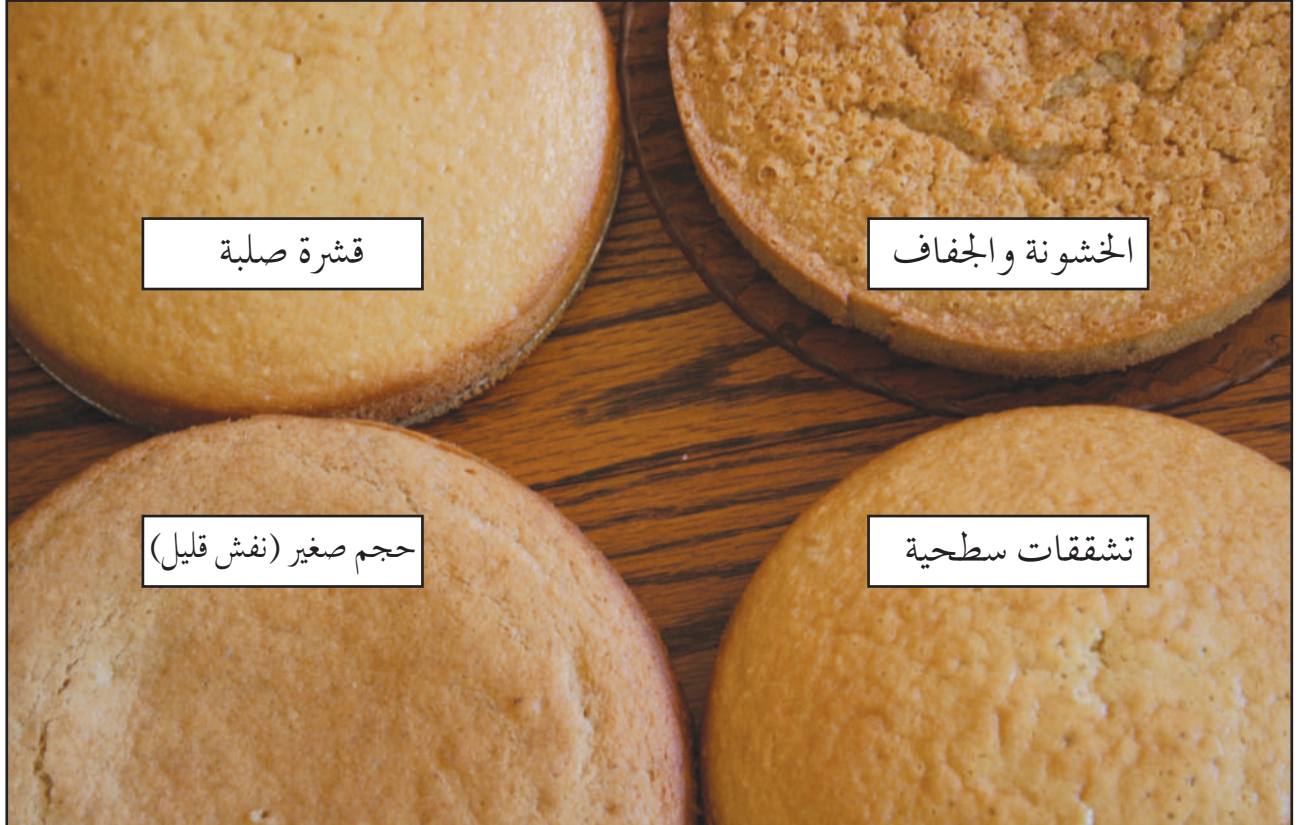 الخشونة والجفاف
قشرة صلبة
تشققات سطحية
حجم صغير (نفش قليل)